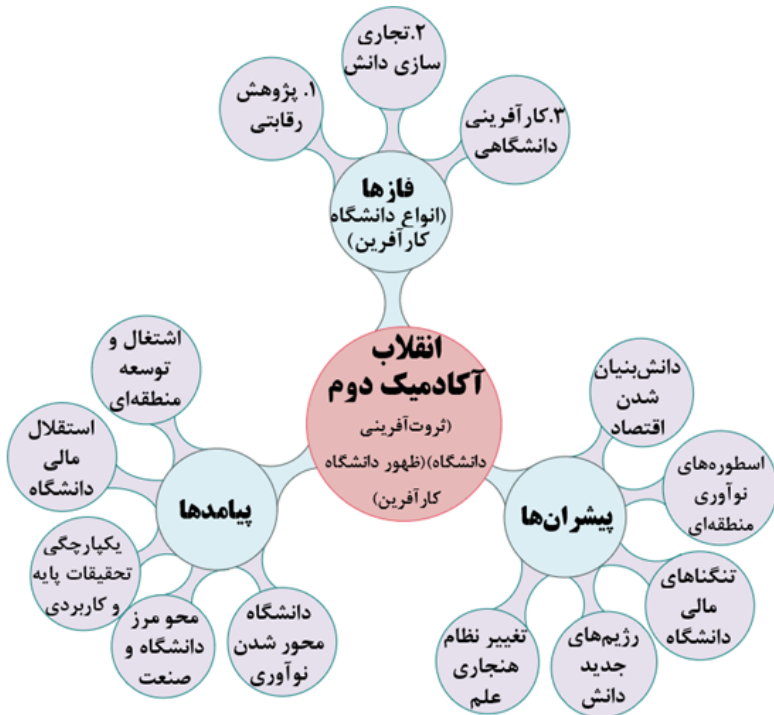 ۱. پژوهش
رقابتی
۲.تجاری
سازی دانش
۳.کارآفرینی
دانشگاهی
فازها
(انواع دانشگاه
کارآفرین)
انقلاب
آکادمیک دوم
(ثروت‌آفرینی
دانشگاه)(ظهور دانشگاه
کارآفرین)
پیشران‌ها
دانش‌بنیان
شدن
اقتصاد
اسطوره‌های
نوآوری
منطقه‌ای
تنگناهای
مالی
دانشگاه
رژیم‌های
جدید
دانش
تغییر نظام
هنجاری
علم
پیامدها
اشتغال و
توسعه
منطقه‌ای
استقلال
مالی
دانشگاه
یکپارچگی
تحقیقات پایه
و کاربردی
محو مرز
دانشگاه و
صنعت
دانشگاه
محور شدن
نوآوری